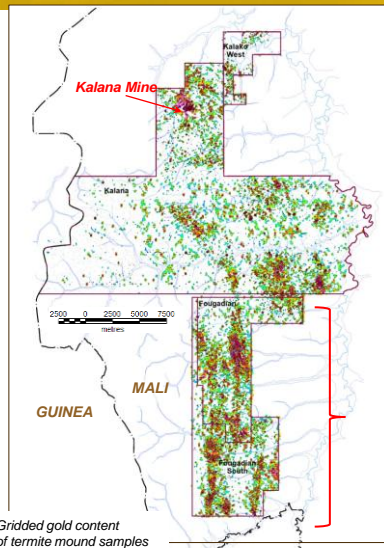 Kalako
West
Kalana Mine
Kalana
Fougadian
2500 0 2500 5000 7500
metres
MALI
GUINEA
Fougadian
South
Gridded gold content
of termite mound samples